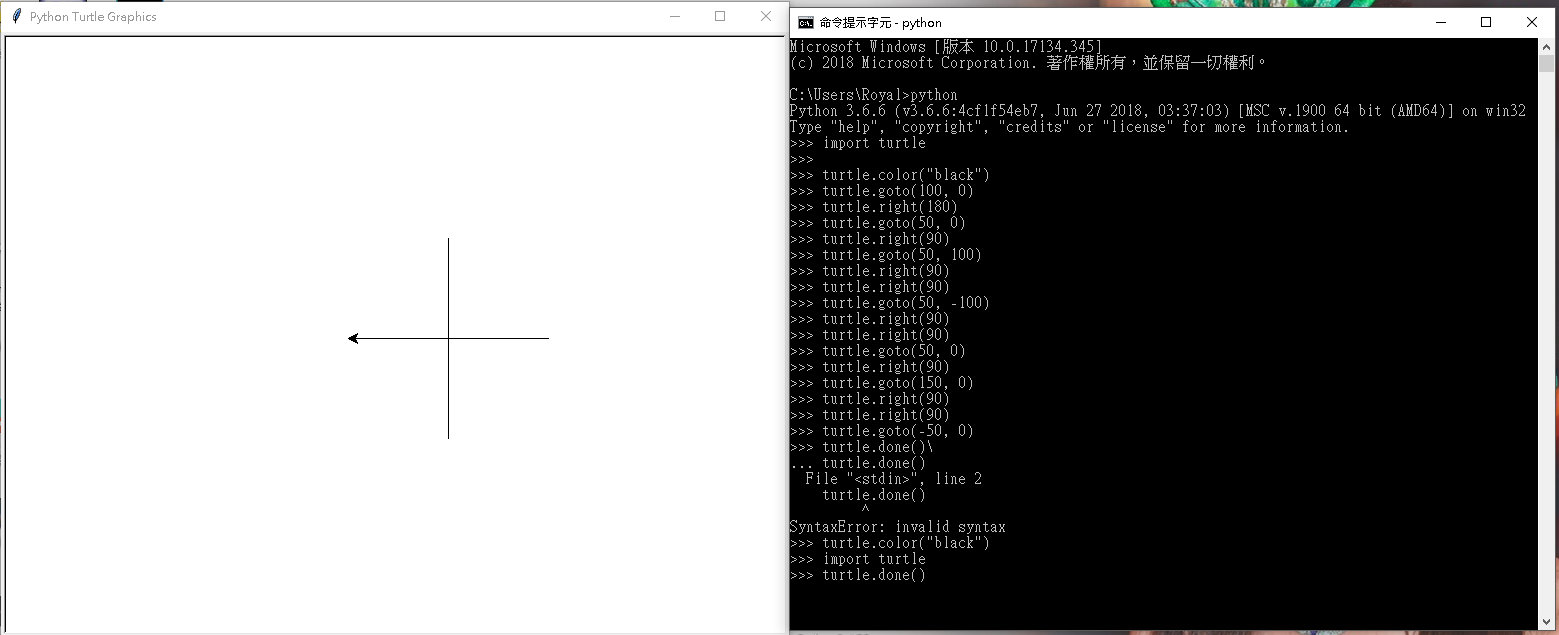 Python Turtle Graphics
命令提示字元 - python
Microsoft Windows [版本 10.0.17134.345]
(c) 2018 Microsoft Corporation. 著作權所有，並保留一切權利。
C:\Users\Royal>python
Python 3.6.6 (v3.6.6:4cf1f54eb7, Jun 27 2018, 03:37:03) [MSC v.1900 64 bit (AMD64)] on win32
Type "help", "copyright", "credits" or "license" for more information.
>>> import turtle
>>>
>>> turtle.color("black")
>>> turtle.goto(100, 0)
>>> turtle.right(180)
>>> turtle.goto(50, 0)
>>> turtle.right(90)
>>> turtle.goto(50, 100)
>>> turtle.right(90)
>>> turtle.right(90)
>>> turtle.goto(50, -100)
>>> turtle.right(90)
>>> turtle.right(90)
>>> turtle.goto(50, 0)
>>> turtle.right(90)
>>> turtle.goto(150, 0)
>>> turtle.right(90)
>>> turtle.right(90)
>>> turtle.goto(-50, 0)
>>> turtle.done()\
... turtle.done()
  File "<stdin>", line 2
    turtle.done()
         ^
SyntaxError: invalid syntax
>>> turtle.color("black")
>>> import turtle
>>> turtle.done()